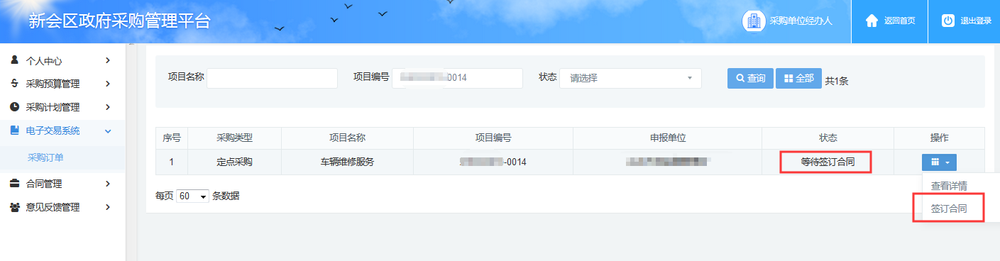 新会区政府采购管理平台
采购单位经办人
返回首页
退出登录
个人中心
采购预算管理
采购计划管理
电子交易系统
采购订单
合同管理
意见反馈管理
项目名称
项目编号 -0014
状态 请选择
查询 全部 共1条
序号 采购类型 项目名称 项目编号 申报单位 状态 操作
1 定点采购 车辆维修服务 -0014 等待签订合同
查看详情
签订合同
每页 60 条数据